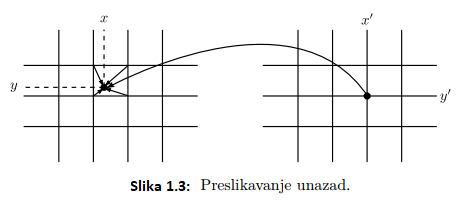 x
x′
y
y′
Slika 1.3: Preslikavanje unazad.